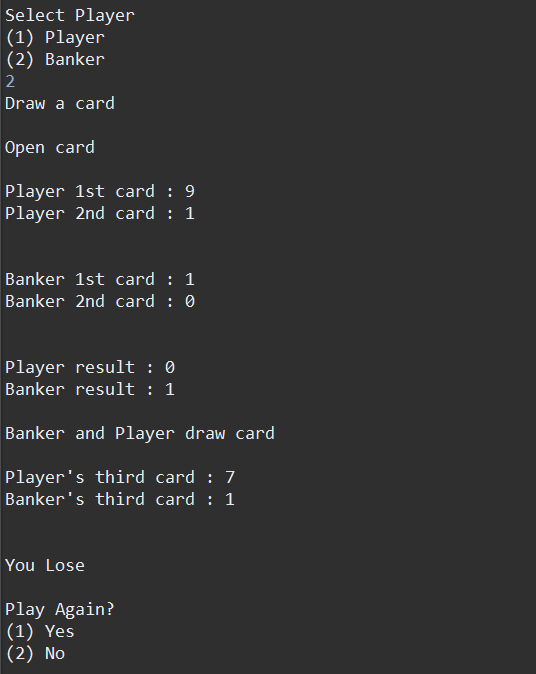 Select Player
(1) Player
(2) Banker
2
Draw a card
Open card
Player 1st card : 9
Player 2nd card : 1
Banker 1st card : 1
Banker 2nd card : 0
Player result : 0
Banker result : 1
Banker and Player draw card
Player's third card : 7
Banker's third card : 1
You Lose
Play Again?
(1) Yes
(2) No